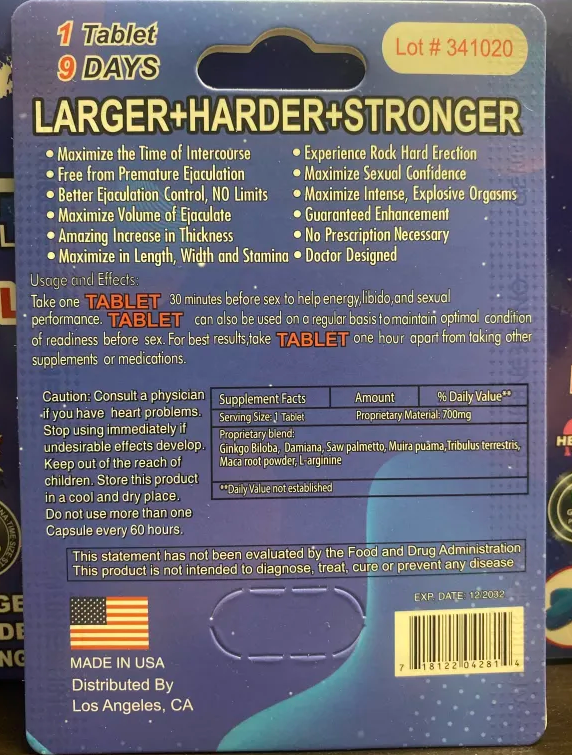 1 Tablet
9 DAYS
Lot # 341020
LARGER+HARDER+STRONGER
• Maximize the Time of Intercourse
• Free from Premature Ejaculation
• Better Ejaculation Control, NO Limits
• Maximize Volume of Ejaculate
• Amazing Increase in Thickness
• Maximize in Length, Width and Stamina
• Experience Rock Hard Erection
• Maximize Sexual Confidence
• Maximize Intense, Explosive Orgasms
• Guaranteed Enhancement
• No Prescription Necessary
• Doctor Designed
Usage and Effects:
Take one TABLET 30 minutes before sex to help energy,libido,and sexual
performance. TABLET can also be used on a regular basis to maintain optimal condition
of readiness before sex. For best results,take TABLET one hour apart from taking other
supplements or medications.
Caution: Consult a physician
if you have heart problems.
Stop using immediately if
undesirable effects develop.
Keep out of the reach of
children. Store this product
in a cool and dry place.
Do not use more than one
Capsule every 60 hours.
Supplement Facts Amount % Daily Value**
Serving Size: 1 Tablet Proprietary Material: 700mg
Proprietary blend:
Ginkgo Biloba, Damiana, Saw palmetto, Muira puama,Tribulus terrestris,
Maca root powder, L-arginine
**Daily Value not established
This statement has not been evaluated by the Food and Drug Administration
This product is not intended to diagnose, treat, cure or prevent any disease
EXP. DATE: 12/2032
MADE IN USA
Distributed By
Los Angeles, CA
7 18122 04281 4